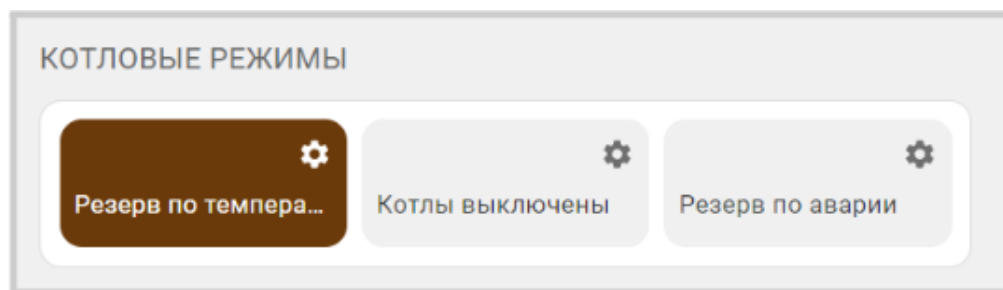 КОТЛОВЫЕ РЕЖИМЫ
Резерв по темпера...
Котлы выключены
Резерв по аварии